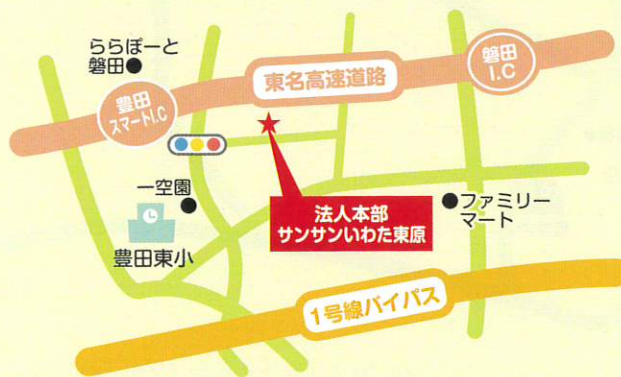 ららぽーと
磐田
東名高速道路
磐田
I.C
豊田
スマートI.C
一空園
豊田東小
法人本部
サンサンいわた東原
ファミリー
マート
1号線バイパス